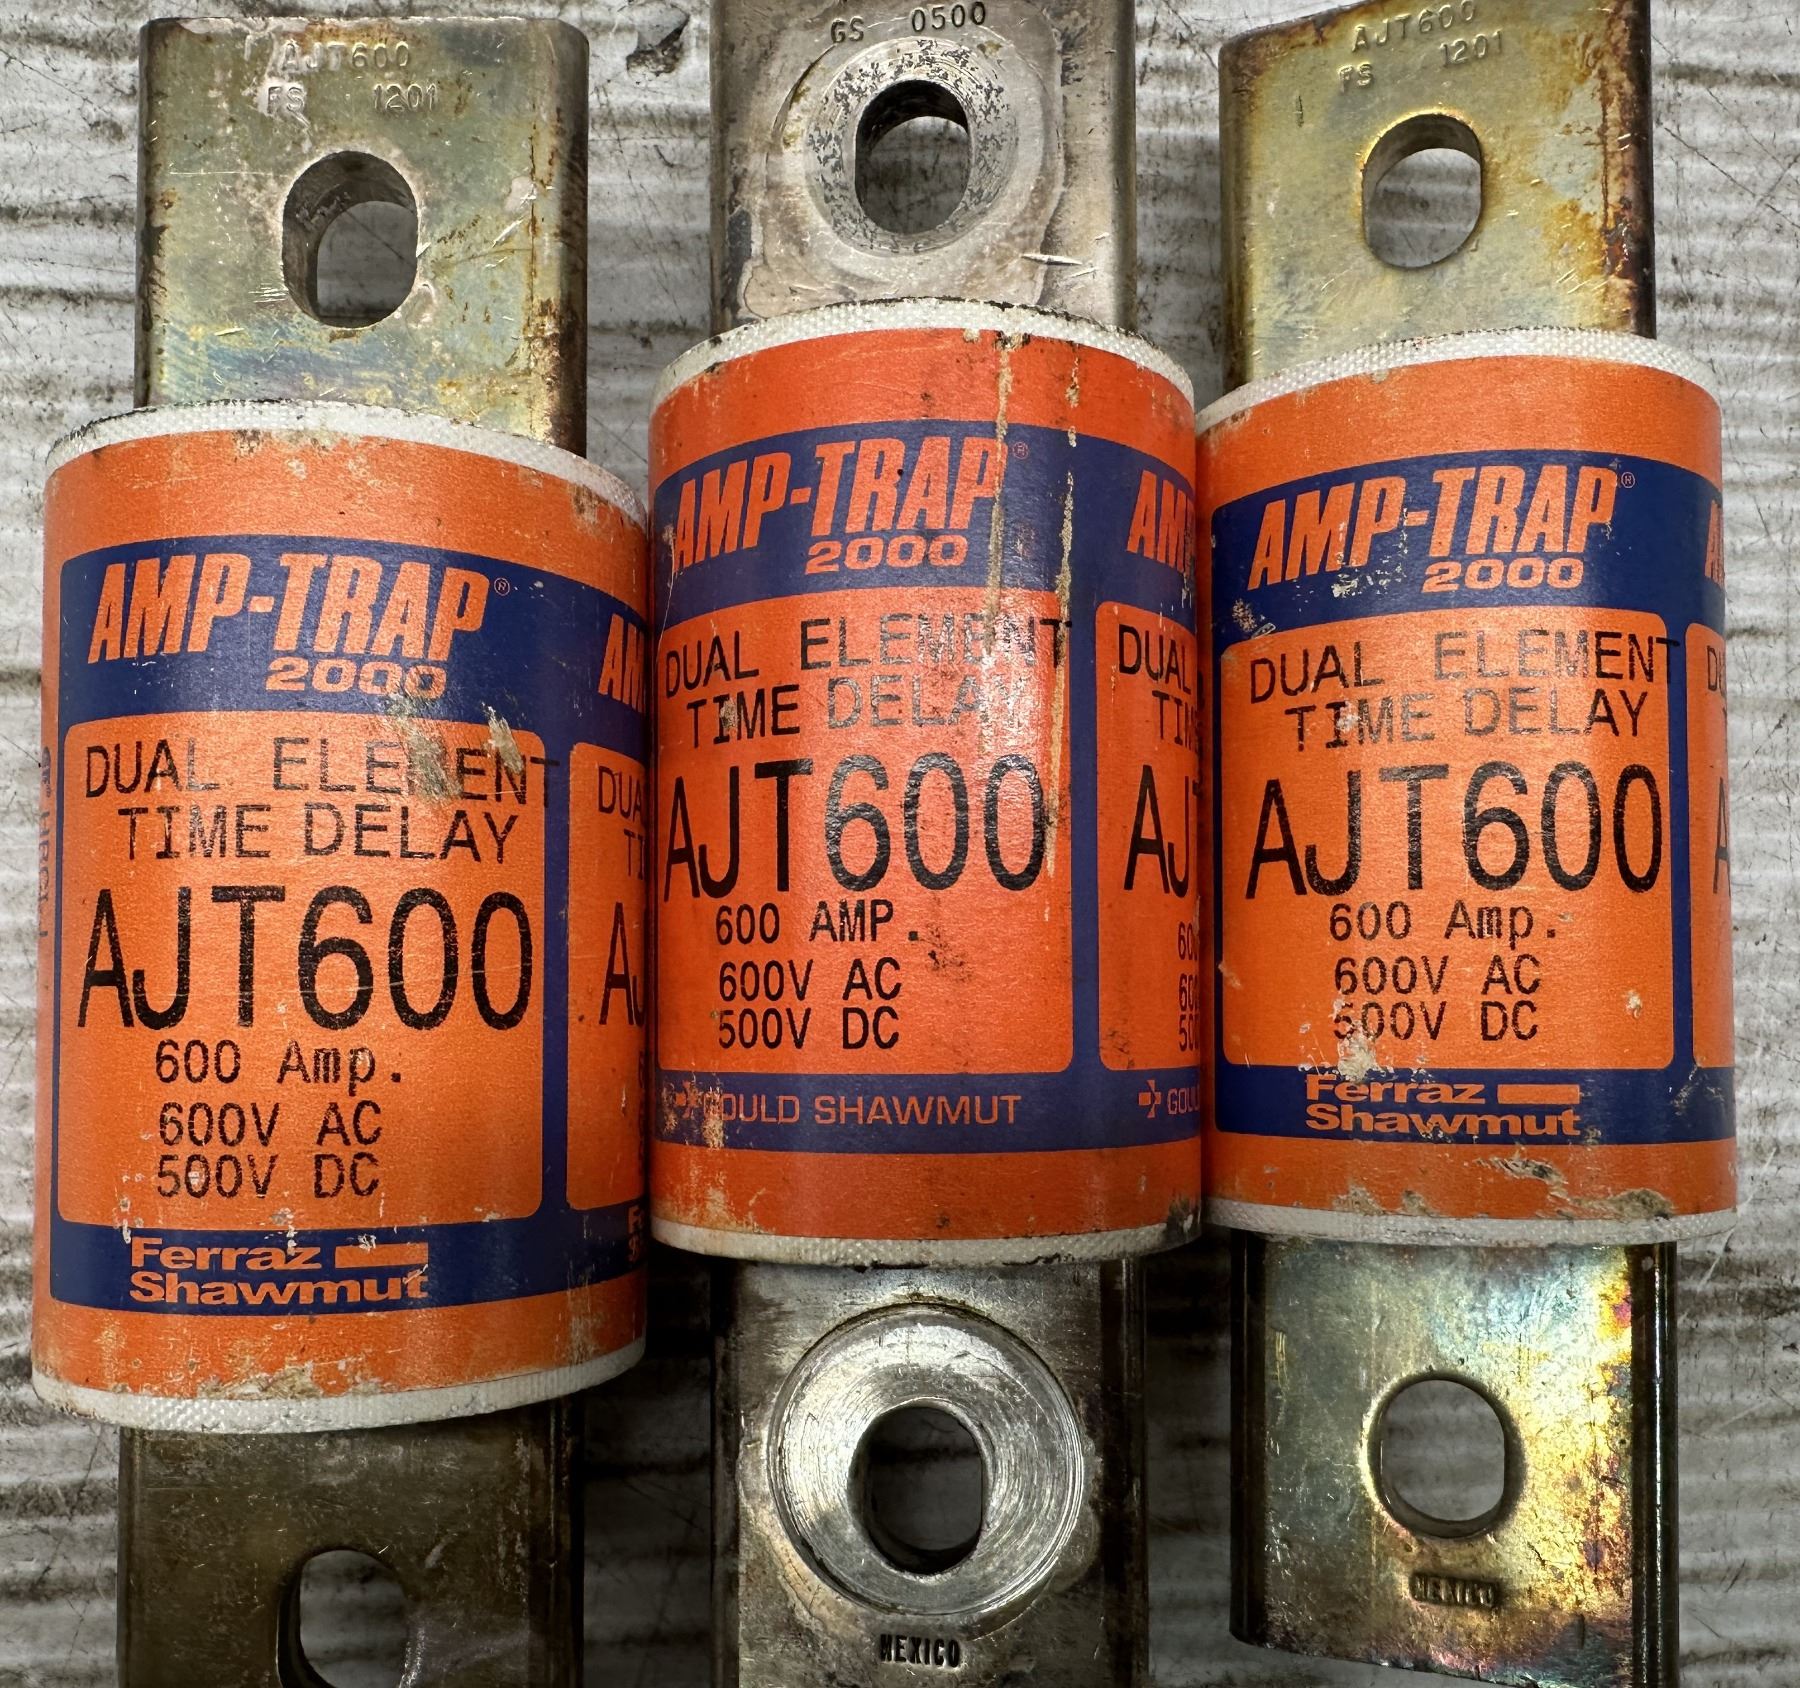 AJT600
FS 1201
AMP-TRAP®
2000
DUAL ELEMENT
TIME DELAY
AJT600
600 Amp.
600V AC
500V DC
Ferraz
Shawmut
GS 0500
AMP-TRAP®
2000
DUAL ELEMENT
TIME DELAY
AJT600
600 AMP.
600V AC
500V DC
GOULD SHAWMUT
MEXICO
AJT600
FS 1201
AMP-TRAP®
2000
DUAL ELEMENT
TIME DELAY
AJT600
600 Amp.
600V AC
500V DC
Ferraz
Shawmut
MEXICO